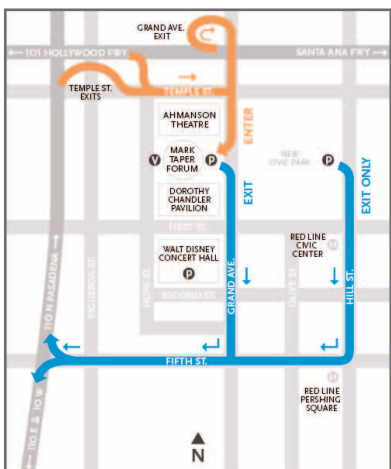 GRAND AVE.
EXIT
101 HOLLYWOOD FWY
SANTA ANA FWY
TEMPLE ST.
EXITS
TEMPLE ST.
ENTER
AHMANSON
THEATRE
MARK
TAPER
FORUM
V
P
NEW
CIVIC PARK
P
DOROTHY
CHANDLER
PAVILION
EXIT
EXIT ONLY
FIRST ST.
WALT DISNEY
CONCERT HALL
P
RED LINE
CIVIC
CENTER
M
110 N PASADENA
FIGUEROA ST.
HOPE ST.
SECOND ST.
GRAND AVE.
OLIVE ST.
HILL ST.
FIFTH ST.
M
RED LINE
PERSHING
SQUARE
110 S & 10 W
N